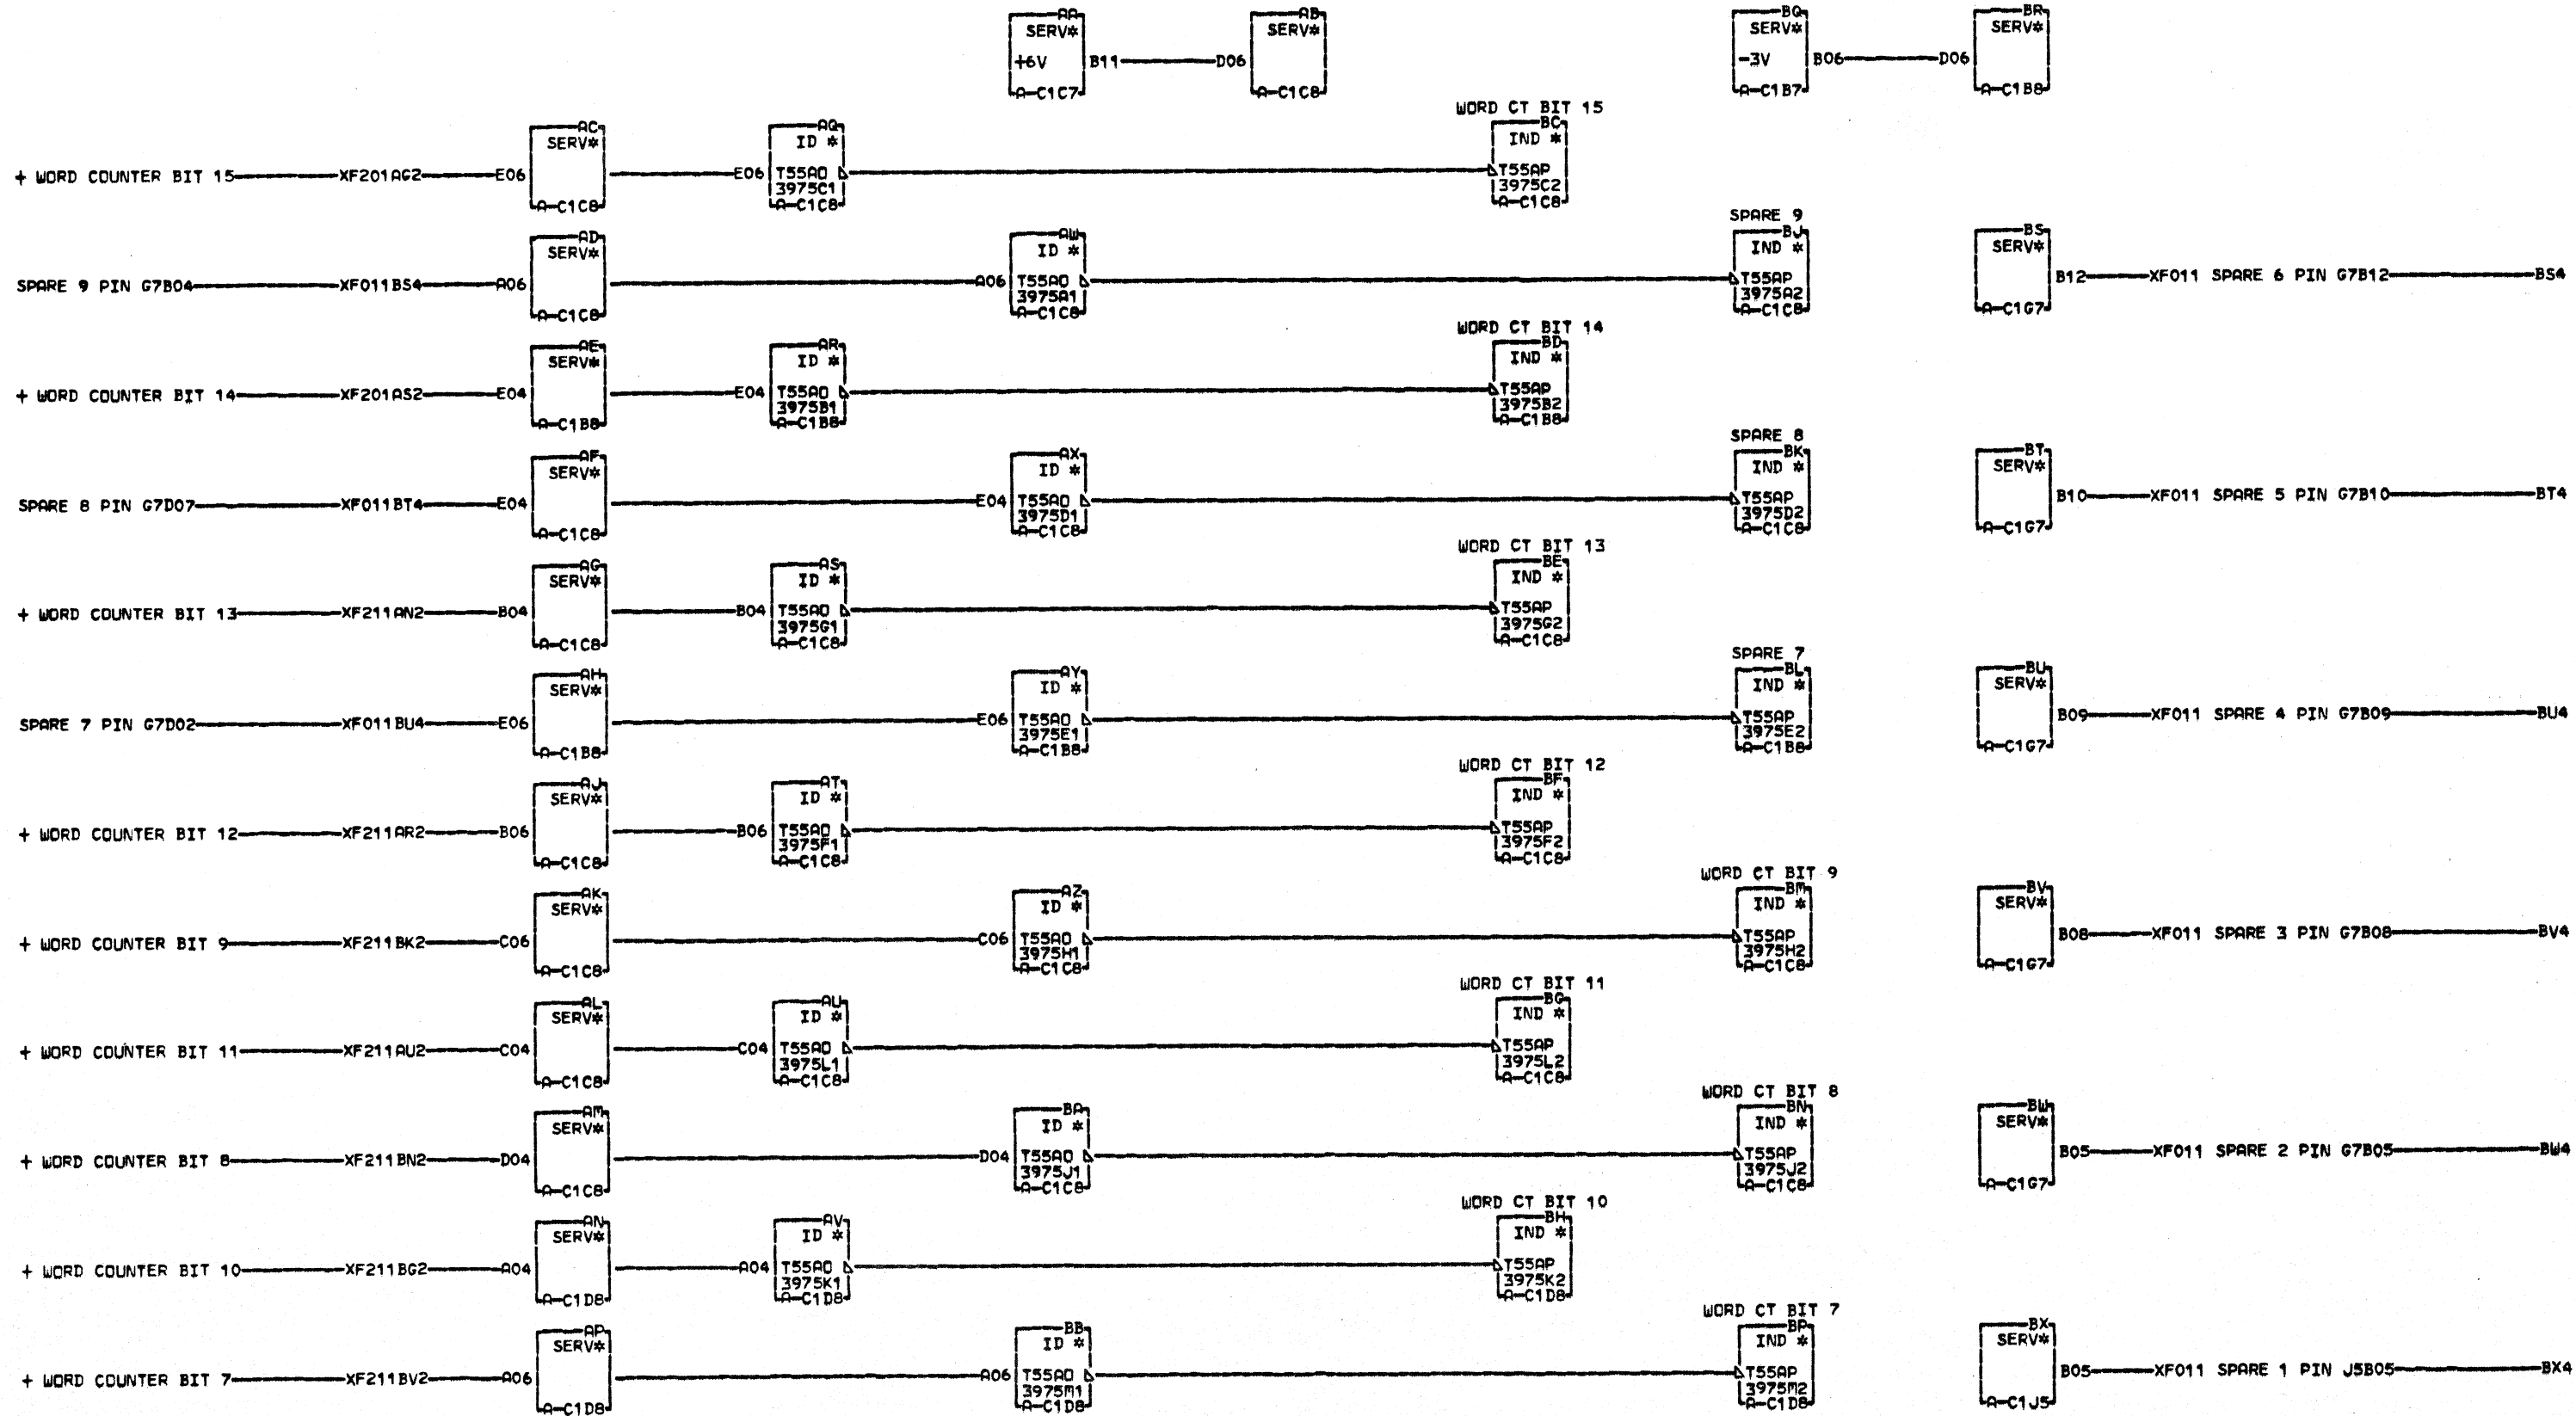 AA AB BQ BR
SERV* SERV* SERV* SERV*
+6V B11 D06 -3V B06 D06
A-C1C7 A-C1C8 A-C1B7 A-C1B8
WORD CT BIT 15
AC AQ BC
SERV* ID * IND *
+ WORD COUNTER BIT 15 XF201AG2 E06 E06 T55AO T55AP
3975C1 3975C2
A-C1C8 A-C1C8 A-C1C8
SPARE 9
AD AW BJ BS
SERV* ID * IND * SERV*
SPARE 9 PIN G7B04 XF011BS4 A06 A06 T55AO T55AP B12 XF011 SPARE 6 PIN G7B12 BS4
3975A1 3975A2
A-C1C8 A-C1C8 A-C1C8 A-C1G7
WORD CT BIT 14
AE AR BD
SERV* ID * IND *
+ WORD COUNTER BIT 14 XF201AS2 E04 E04 T55AO T55AP
3975B1 3975B2
A-C1B8 A-C1B8 A-C1B8
SPARE 8
AF AX BK BT
SERV* ID * IND * SERV*
SPARE 8 PIN G7D07 XF011BT4 E04 E04 T55AO T55AP B10 XF011 SPARE 5 PIN G7B10 BT4
3975D1 3975D2
A-C1C8 A-C1C8 A-C1C8 A-C1G7
WORD CT BIT 13
AG AS BE
SERV* ID * IND *
+ WORD COUNTER BIT 13 XF211AN2 B04 B04 T55AO T55AP
3975G1 3975G2
A-C1C8 A-C1C8 A-C1C8
SPARE 7
AH AY BL BU
SERV* ID * IND * SERV*
SPARE 7 PIN G7D02 XF011BU4 E06 E06 T55AO T55AP B09 XF011 SPARE 4 PIN G7B09 BU4
3975E1 3975E2
A-C1B8 A-C1B8 A-C1B8 A-C1G7
WORD CT BIT 12
AJ AT BF
SERV* ID * IND *
+ WORD COUNTER BIT 12 XF211AR2 B06 B06 T55AO T55AP
3975F1 3975F2
A-C1C8 A-C1C8 A-C1C8
WORD CT BIT 9
AK AZ BM BV
SERV* ID * IND * SERV*
+ WORD COUNTER BIT 9 XF211BK2 C06 C06 T55AO T55AP B08 XF011 SPARE 3 PIN G7B08 BV4
3975H1 3975H2
A-C1C8 A-C1C8 A-C1C8 A-C1G7
WORD CT BIT 11
AL AU BG
SERV* ID * IND *
+ WORD COUNTER BIT 11 XF211AU2 C04 C04 T55AO T55AP
3975L1 3975L2
A-C1C8 A-C1C8 A-C1C8
WORD CT BIT 8
AM BA BN BW
SERV* ID * IND * SERV*
+ WORD COUNTER BIT 8 XF211BN2 D04 D04 T55AO T55AP B05 XF011 SPARE 2 PIN G7B05 BW4
3975J1 3975J2
A-C1C8 A-C1C8 A-C1C8 A-C1G7
WORD CT BIT 10
AN AV BH
SERV* ID * IND *
+ WORD COUNTER BIT 10 XF211BG2 A04 A04 T55AO T55AP
3975K1 3975K2
A-C1D8 A-C1D8 A-C1D8
WORD CT BIT 7
AP BB BP BX
SERV* ID * IND * SERV*
+ WORD COUNTER BIT 7 XF211BV2 A06 A06 T55AO T55AP B05 XF011 SPARE 1 PIN J5B05 BX4
3975M1 3975M2
A-C1D8 A-C1D8 A-C1D8 A-C1J5